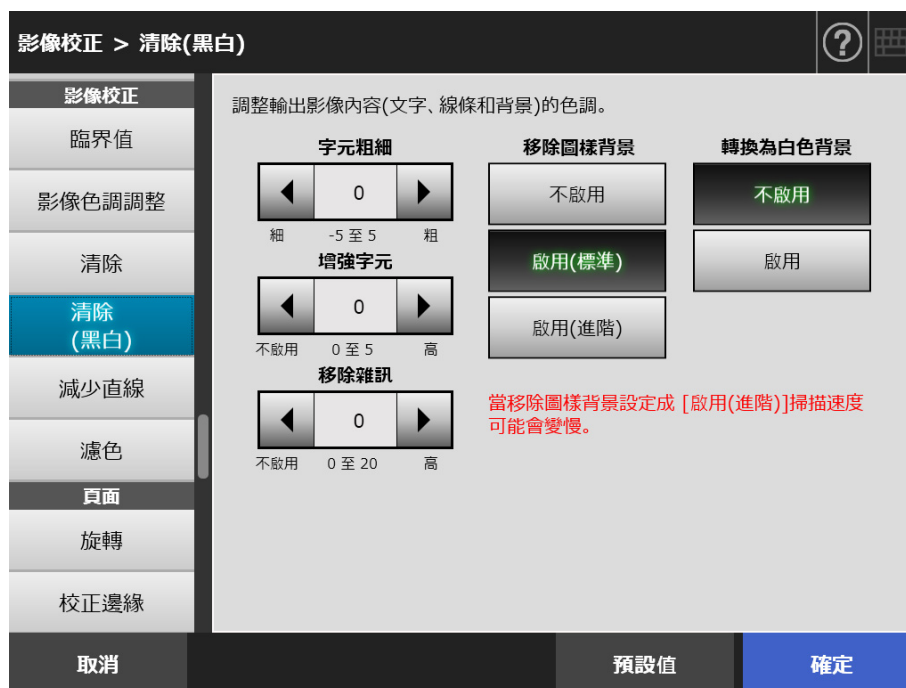 影像校正 > 清除(黑白)
?
影像校正
臨界值
影像色調調整
清除
清除
(黑白)
減少直線
濾色
頁面
旋轉
校正邊緣
調整輸出影像內容(文字、線條和背景)的色調。
字元粗細
0
細 -5 至 5 粗
增強字元
0
不啟用 0 至 5 高
移除雜訊
0
不啟用 0 至 20 高
移除圖樣背景
不啟用
啟用(標準)
啟用(進階)
轉換為白色背景
不啟用
啟用
當移除圖樣背景設定成 [啟用(進階)]掃描速度
可能會變慢。
取消
預設值
確定